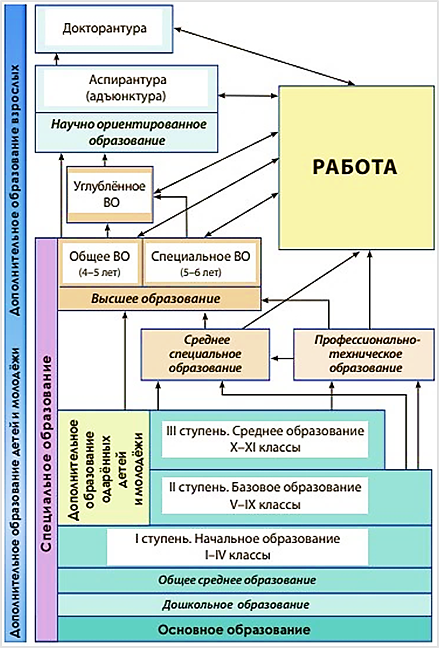 Дополнительное образование взрослых
Дополнительное образование детей и молодёжи
Докторантура
Аспирантура
(адъюнктура)
Научно ориентированное
образование
РАБОТА
Углублённое
ВО
Специальное образование
Общее ВО
(4–5 лет)
Специальное ВО
(5–6 лет)
Высшее образование
Среднее
специальное
образование
Профессионально-
техническое
образование
Дополнительное
образование
одарённых
детей
и молодёжи
III ступень. Среднее образование
X–XI классы
II ступень. Базовое образование
V–IX классы
I ступень. Начальное образование
I–IV классы
Общее среднее образование
Дошкольное образование
Основное образование